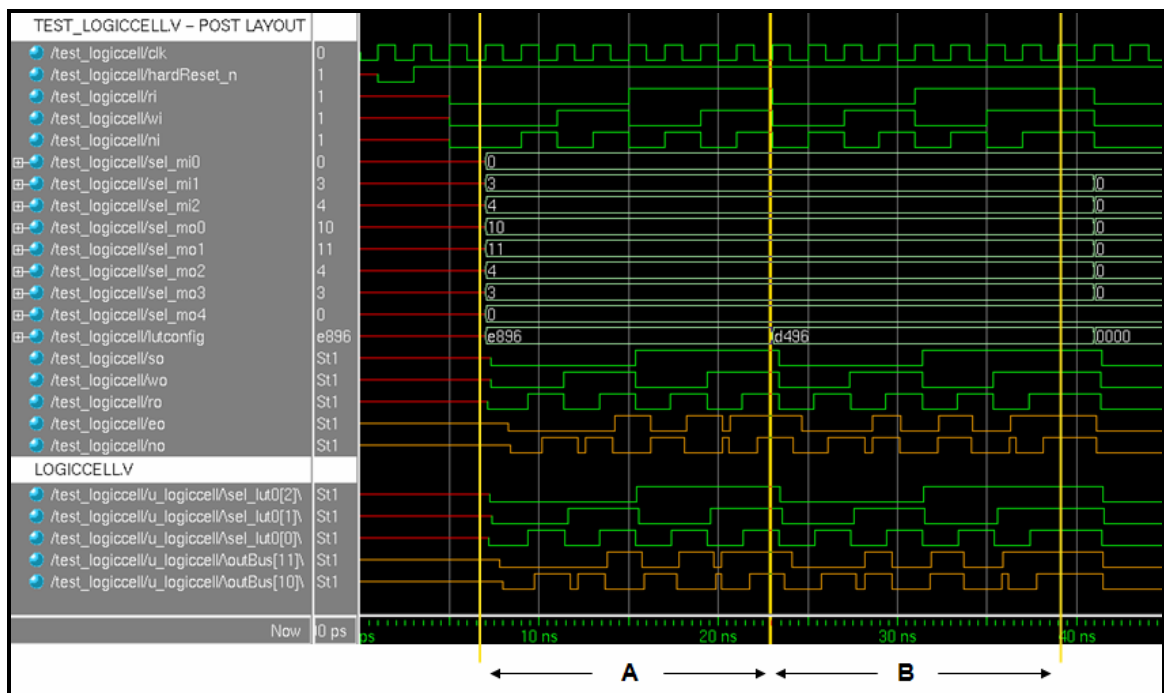 TEST_LOGICCELL.V – POST LAYOUT
/test_logiccell/clk 0
/test_logiccell/hardReset_n 1
/test_logiccell/ri 1
/test_logiccell/wi 1
/test_logiccell/ni 1
/test_logiccell/sel_mi0 0 0
/test_logiccell/sel_mi1 3 3 0
/test_logiccell/sel_mi2 4 4 0
/test_logiccell/sel_mo0 10 10 0
/test_logiccell/sel_mo1 11 11 0
/test_logiccell/sel_mo2 4 4 0
/test_logiccell/sel_mo3 3 3 0
/test_logiccell/sel_mo4 0 0
/test_logiccell/lutconfig e896 e896 d496 0000
/test_logiccell/so St1
/test_logiccell/wo St1
/test_logiccell/ro St1
/test_logiccell/eo St1
/test_logiccell/no St1
LOGICCELL.V
/test_logiccell/u_logiccell/\sel_lut0[2]\ St1
/test_logiccell/u_logiccell/\sel_lut0[1]\ St1
/test_logiccell/u_logiccell/\sel_lut0[0]\ St1
/test_logiccell/u_logiccell/\outBus[11]\ St1
/test_logiccell/u_logiccell/\outBus[10]\ St1
Now 0 ps ps 10 ns 20 ns 30 ns 40 ns
A B